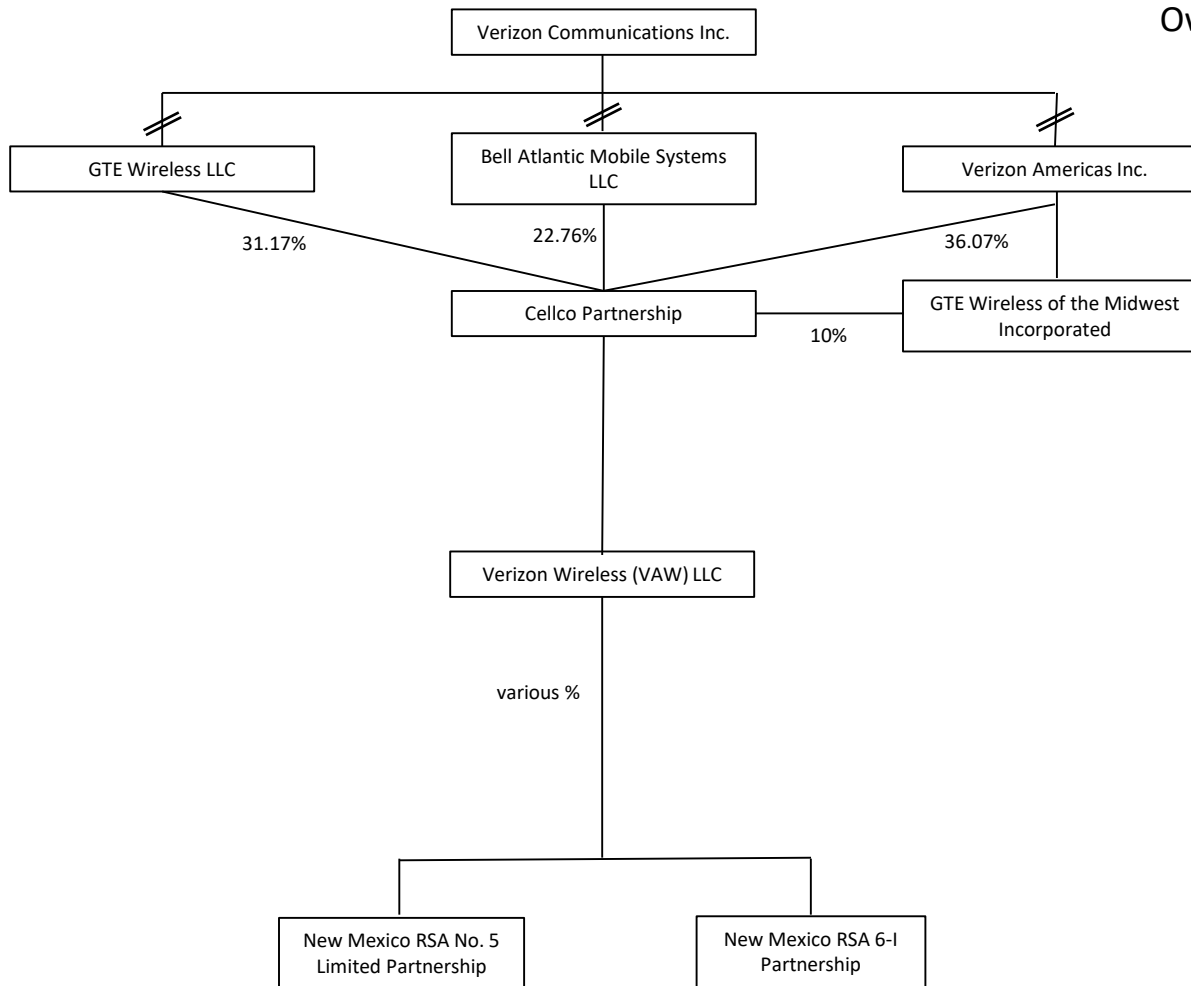 Verizon Communications Inc.
GTE Wireless LLC
Bell Atlantic Mobile Systems
LLC
Verizon Americas Inc.
31.17%
22.76%
36.07%
Cellco Partnership
10%
GTE Wireless of the Midwest
Incorporated
Verizon Wireless (VAW) LLC
various %
New Mexico RSA No. 5
Limited Partnership
New Mexico RSA 6-I
Partnership